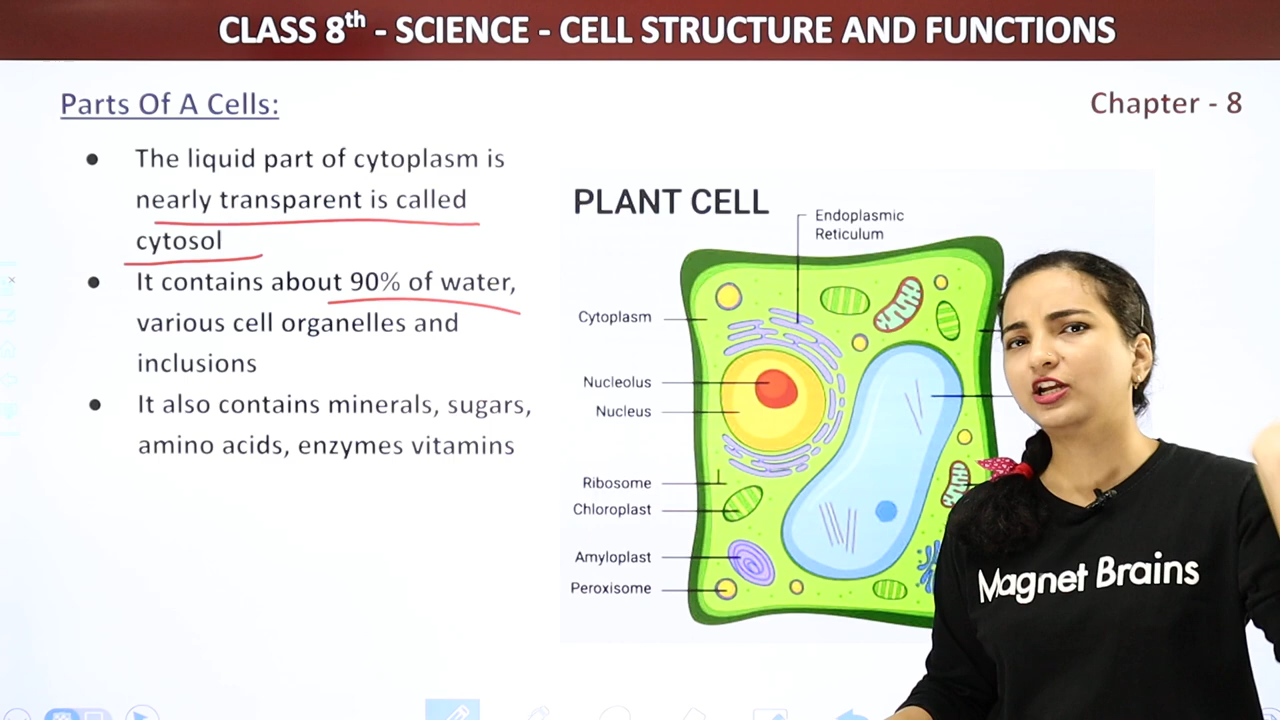 CLASS 8th - SCIENCE - CELL STRUCTURE AND FUNCTIONS
Parts Of A Cells:
Chapter - 8
● The liquid part of cytoplasm is
nearly transparent is called
cytosol
● It contains about 90% of water,
various cell organelles and
inclusions
● It also contains minerals, sugars,
amino acids, enzymes vitamins
PLANT CELL
Endoplasmic
Reticulum
Cytoplasm
Nucleolus
Nucleus
Ribosome
Chloroplast
Amyloplast
Peroxisome
Magnet Brains